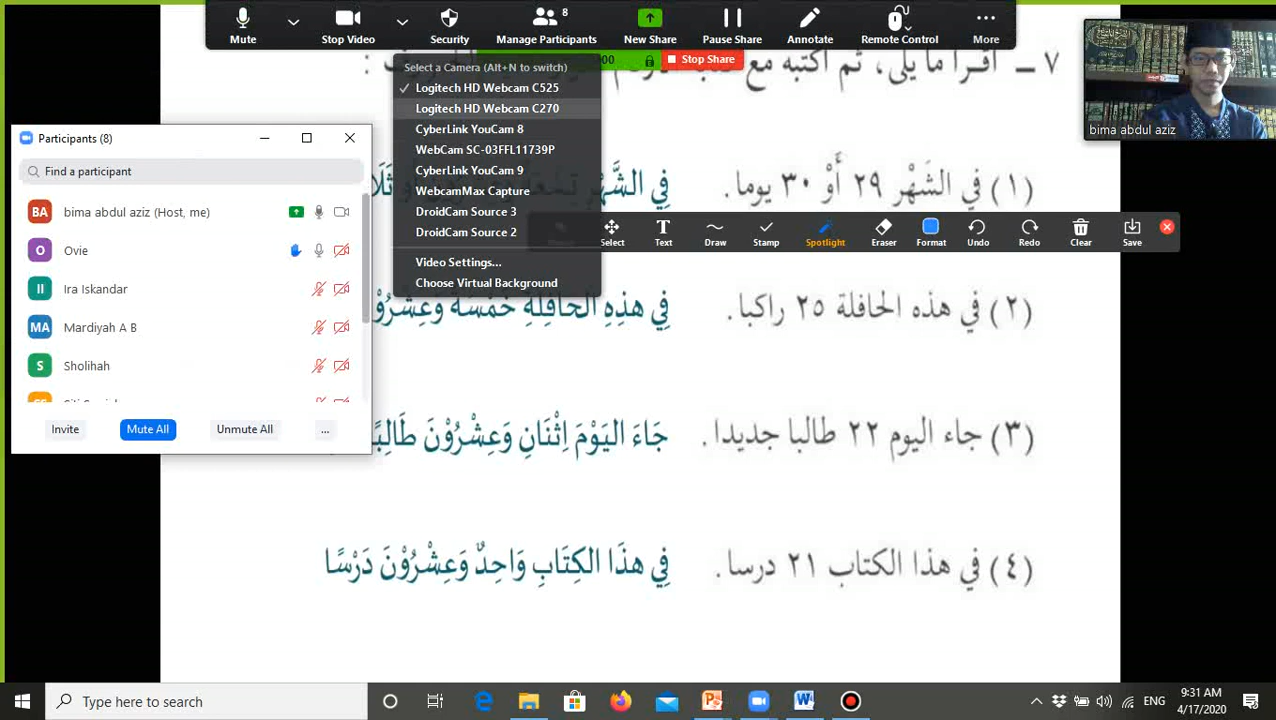 Mute
Stop Video
Security
8
Manage Participants
New Share
Pause Share
Annotate
Remote Control
More
Stop Share
٧ ــ اقرأ ما يلى، ثم اكتبه مع
Select a Camera (Alt+N to switch)
Logitech HD Webcam C525
Logitech HD Webcam C270
CyberLink YouCam 8
WebCam SC-03FFL11739P
CyberLink YouCam 9
WebcamMax Capture
DroidCam Source 3
DroidCam Source 2
Video Settings...
Choose Virtual Background
bima abdul aziz
Participants (8)
Find a participant
BA bima abdul aziz (Host, me)
O Ovie
II Ira Iskandar
MA Mardiyah A B
S Sholihah
Invite
Mute All
Unmute All
...
(١) في الشَهْر ٢٩ أَوْ ٣٠ يوما.
فِي الشَّهْرِ
Select
Text
Draw
Stamp
Spotlight
Eraser
Format
Undo
Redo
Clear
Save
(٢) في هذه الحافلة ٢٥ راكبا.
فِي هذِهِ الحَافِلَةِ خَمْسَةٌ وَعِشْرُوْ
(٣) جاء اليوم ٢٢ طالبا جديدا.
جَاءَ اليَوْمَ اِثْنَانِ وَعِشْرُوْنَ طَالِبً
(٤) في هذا الكتاب ٢١ درسا.
فِي هذَا الكِتَابِ وَاحِدٌ وَعِشْرُوْنَ دَرْسًا
Type here to search
ENG
9:31 AM
4/17/2020